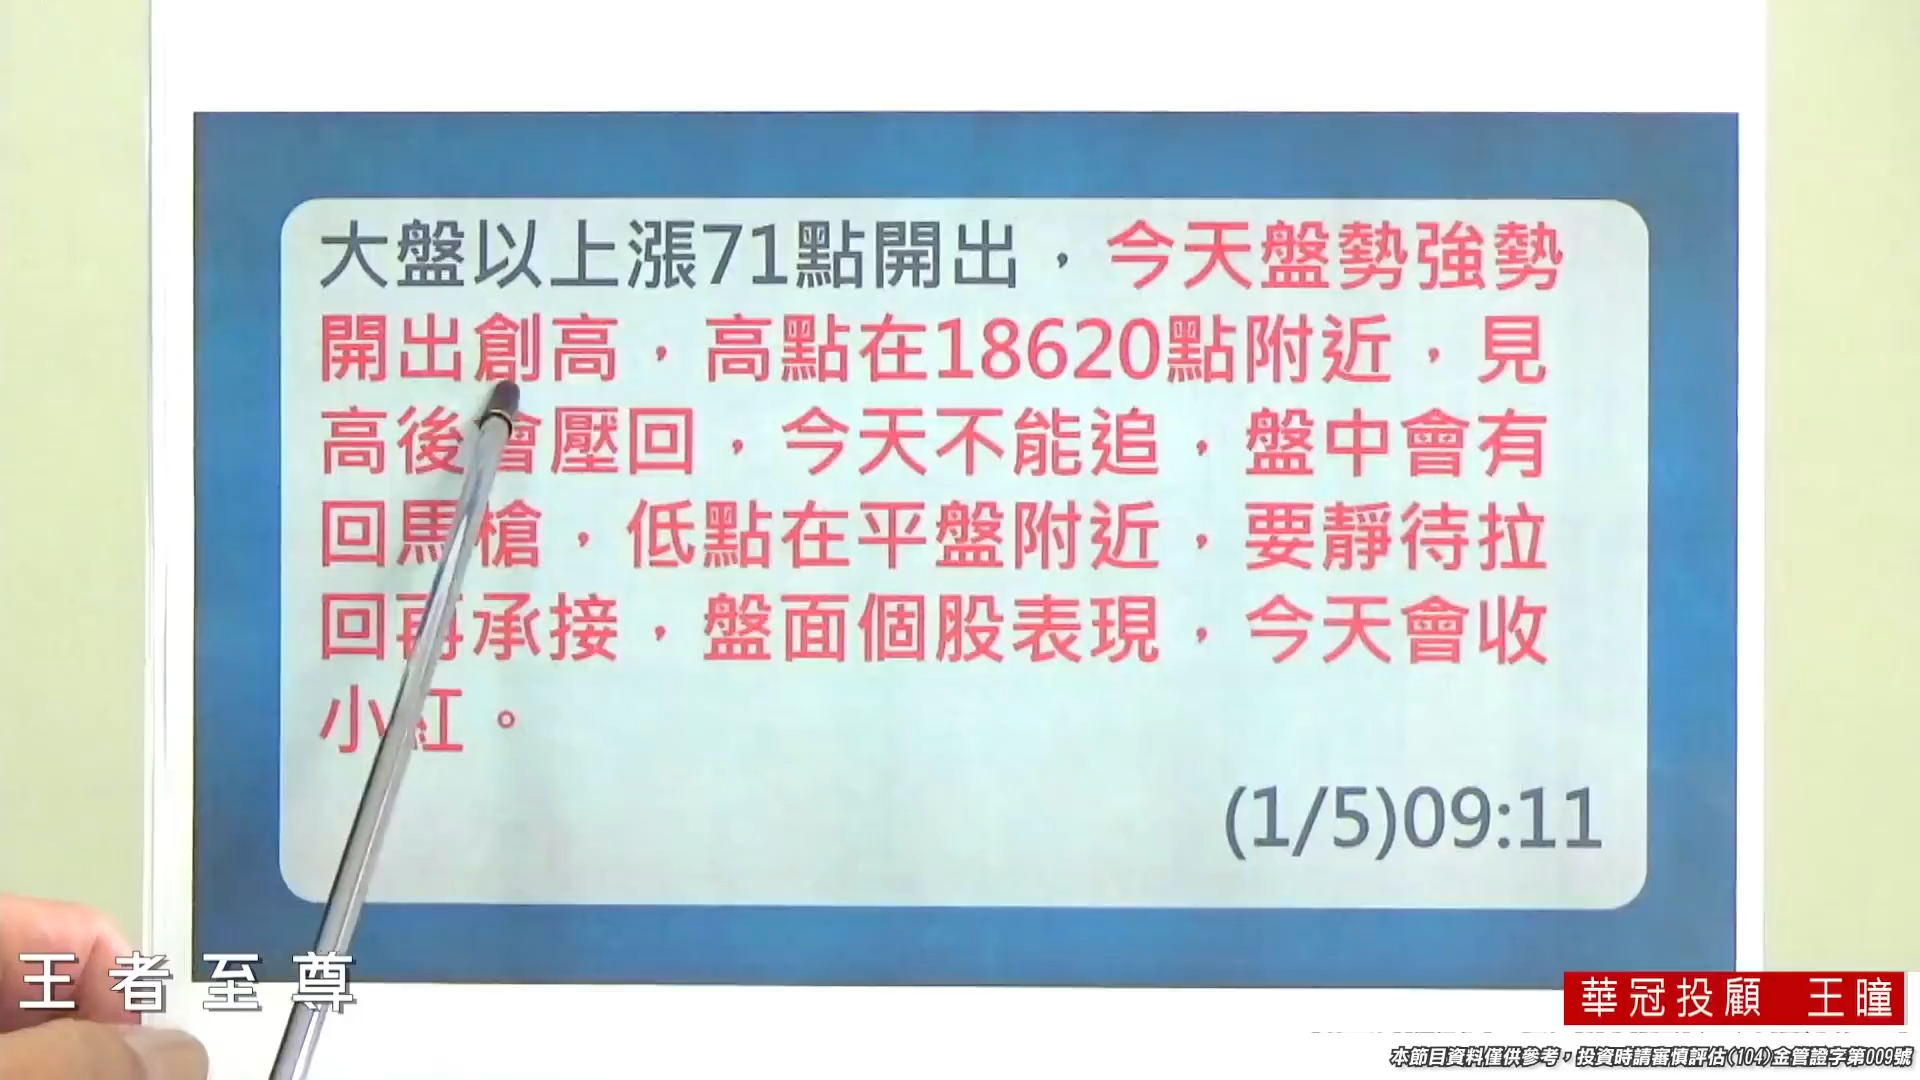 大盤以上漲71點開出，今天盤勢強勢
開出創高，高點在18620點附近，見
高後會壓回，今天不能追，盤中會有
回馬槍，低點在平盤附近，要靜待拉
回再承接，盤面個股表現，今天會收
小紅。
(1/5)09:11
王者至尊
華冠投顧 王瞳
本節目資料僅供參考，投資時請審慎評估(104)金管證字第009號